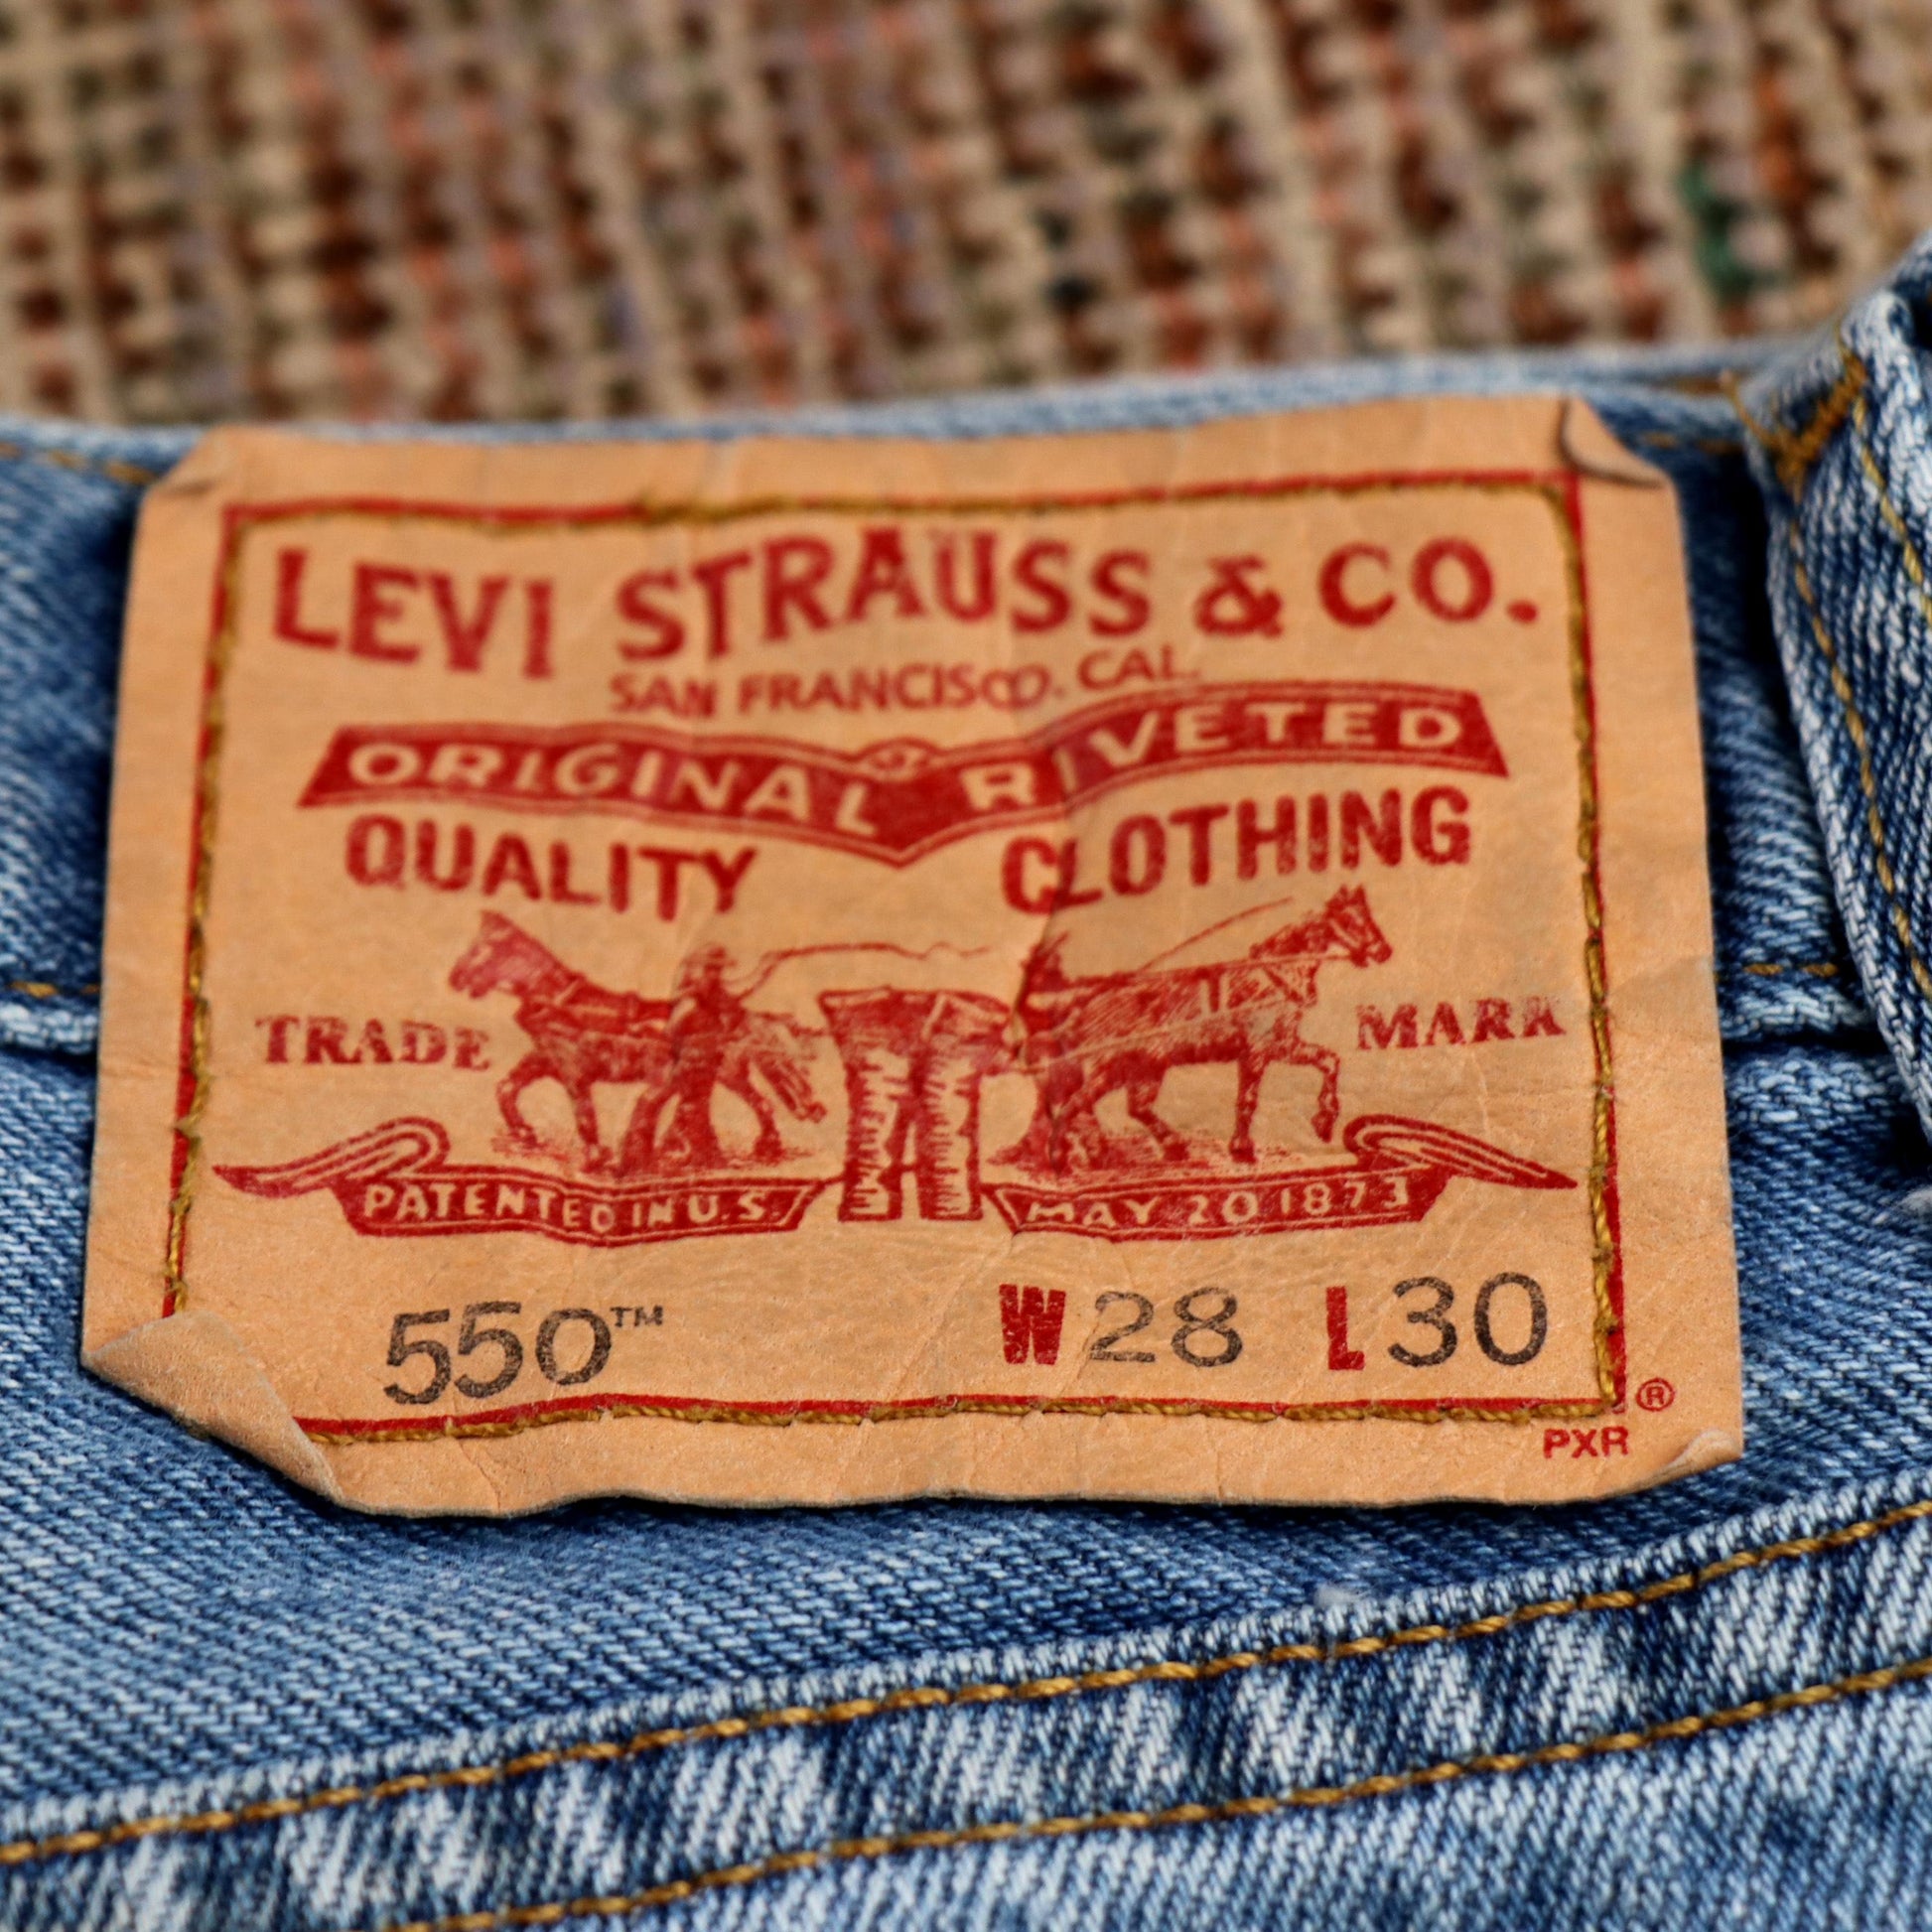 LEVI STRAUSS & CO.
SAN FRANCISCO. CAL.
ORIGINAL RIVETED
QUALITY CLOTHING
TRADE MARK
PATENTED IN U.S. MAY 20 1873
550™ W28 L30
®
PXR